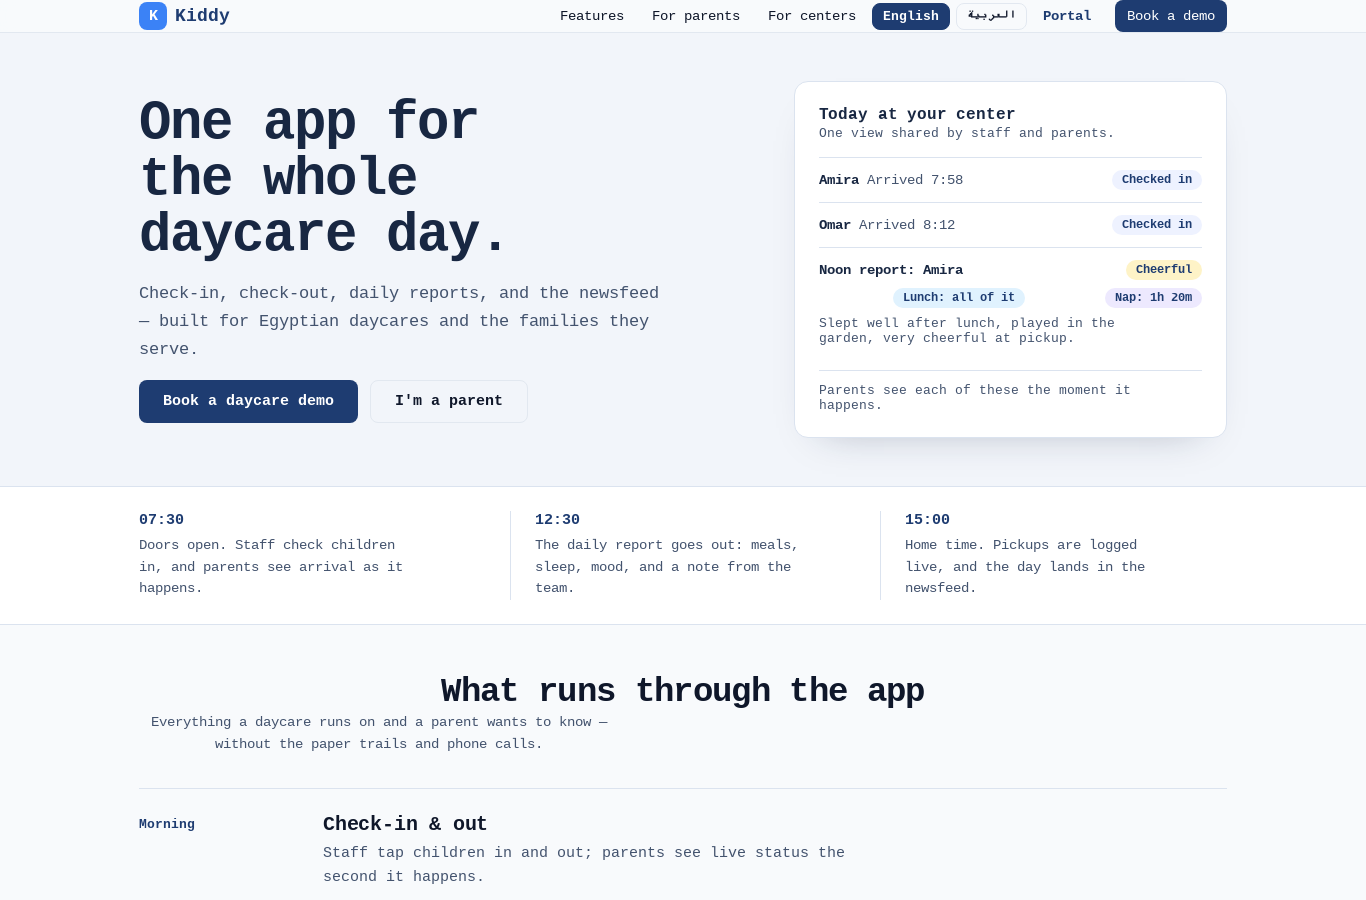 K Kiddy
Features For parents For centers English العربية Portal Book a demo
One app for
the whole
daycare day.
Check-in, check-out, daily reports, and the newsfeed
— built for Egyptian daycares and the families they
serve.
Book a daycare demo I'm a parent
Today at your center
One view shared by staff and parents.
Amira Arrived 7:58 Checked in
Omar Arrived 8:12 Checked in
Noon report: Amira Cheerful
Lunch: all of it Nap: 1h 20m
Slept well after lunch, played in the
garden, very cheerful at pickup.
Parents see each of these the moment it
happens.
07:30
Doors open. Staff check children
in, and parents see arrival as it
happens.
12:30
The daily report goes out: meals,
sleep, mood, and a note from the
team.
15:00
Home time. Pickups are logged
live, and the day lands in the
newsfeed.
What runs through the app
Everything a daycare runs on and a parent wants to know —
without the paper trails and phone calls.
Morning
Check-in & out
Staff tap children in and out; parents see live status the
second it happens.